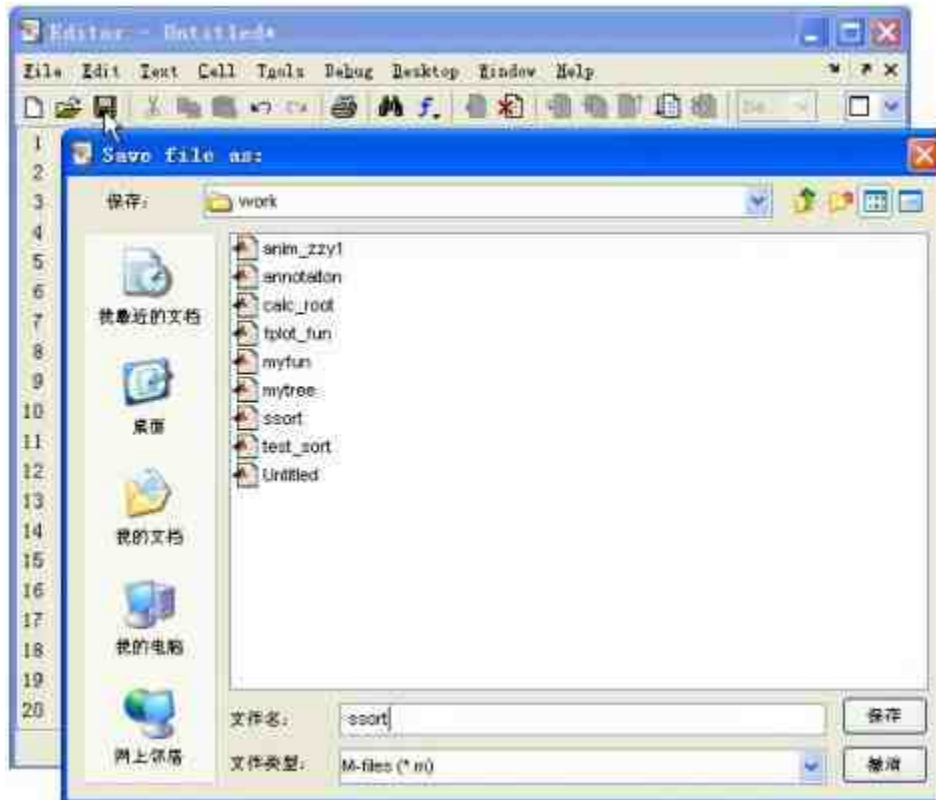 Editor - Untitled*
File Edit Text Cell Tools Debug Desktop Window Help
1
2
3
4
5
6
7
8
9
10
11
12
13
14
15
16
17
18
19
20
Save file as:
保存:
work
我最近的文档
桌面
我的文档
我的电脑
网上邻居
anim_zzy1
annotation
calc_root
fplot_fun
myfun
mytree
ssort
test_sort
Untitled
文件名:
ssort
保存
文件类型:
M-files (*.m)
撤消